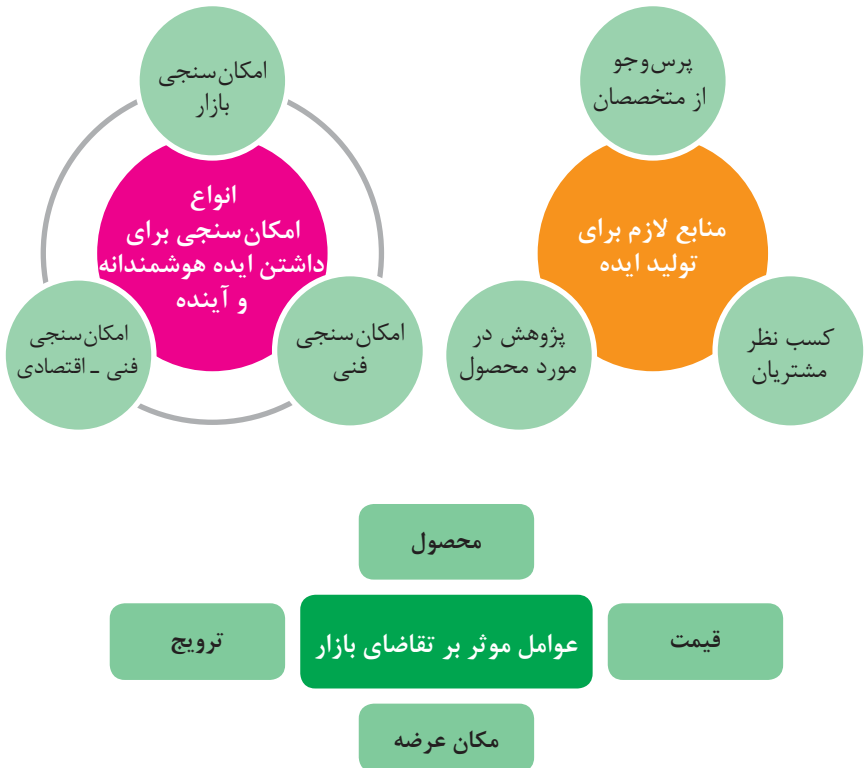 پرس‌وجو
از متخصصان
منابع لازم برای
تولید ایده
کسب نظر
مشتریان
پژوهش در
مورد محصول
امکان‌سنجی
بازار
انواع
امکان‌سنجی برای
داشتن ایده هوشمندانه
و آینده
امکان‌سنجی
فنی
امکان‌سنجی
فنی ـ اقتصادی
محصول
قیمت
عوامل موثر بر تقاضای بازار
ترویج
مکان عرضه